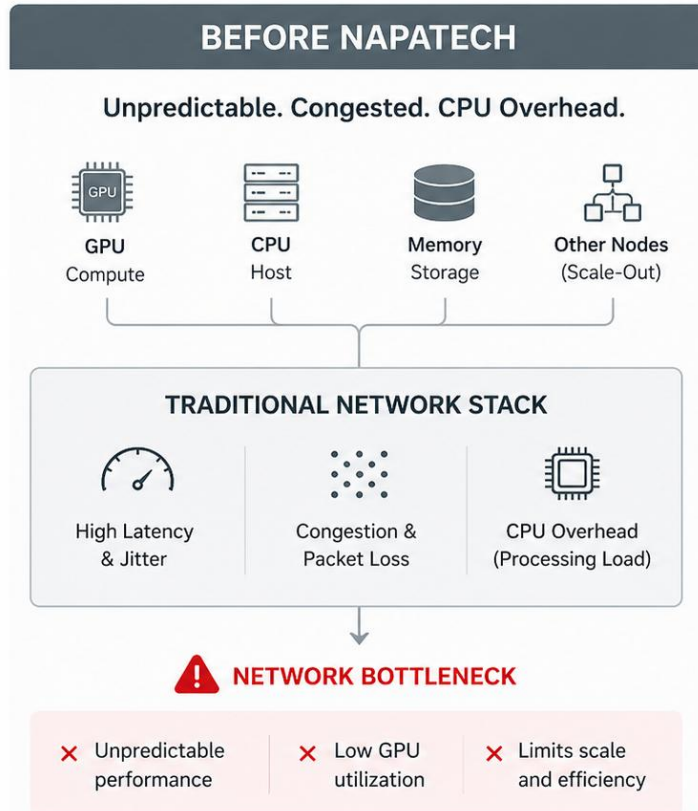 BEFORE NAPATECH
Unpredictable. Congested. CPU Overhead.
GPU
GPU
Compute
CPU
Host
Memory
Storage
Other Nodes
(Scale-Out)
TRADITIONAL NETWORK STACK
High Latency
& Jitter
Congestion &
Packet Loss
CPU Overhead
(Processing Load)
NETWORK BOTTLENECK
Unpredictable
performance
Low GPU
utilization
Limits scale
and efficiency